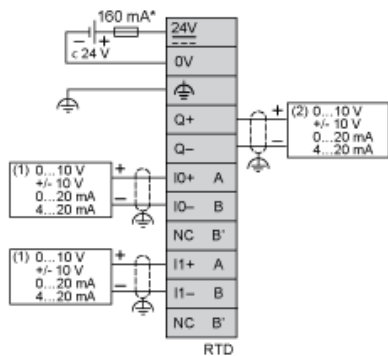 160 mA*
24V
− +
c 24 V
0V
Q+
Q−
+
−
(2) 0...10 V
+/- 10 V
0...20 mA
4...20 mA
(1) 0...10 V
+/- 10 V
0...20 mA
4...20 mA
+
−
I0+ A
I0− B
NC B'
(1) 0...10 V
+/- 10 V
0...20 mA
4...20 mA
+
−
I1+ A
I1− B
NC B'
RTD